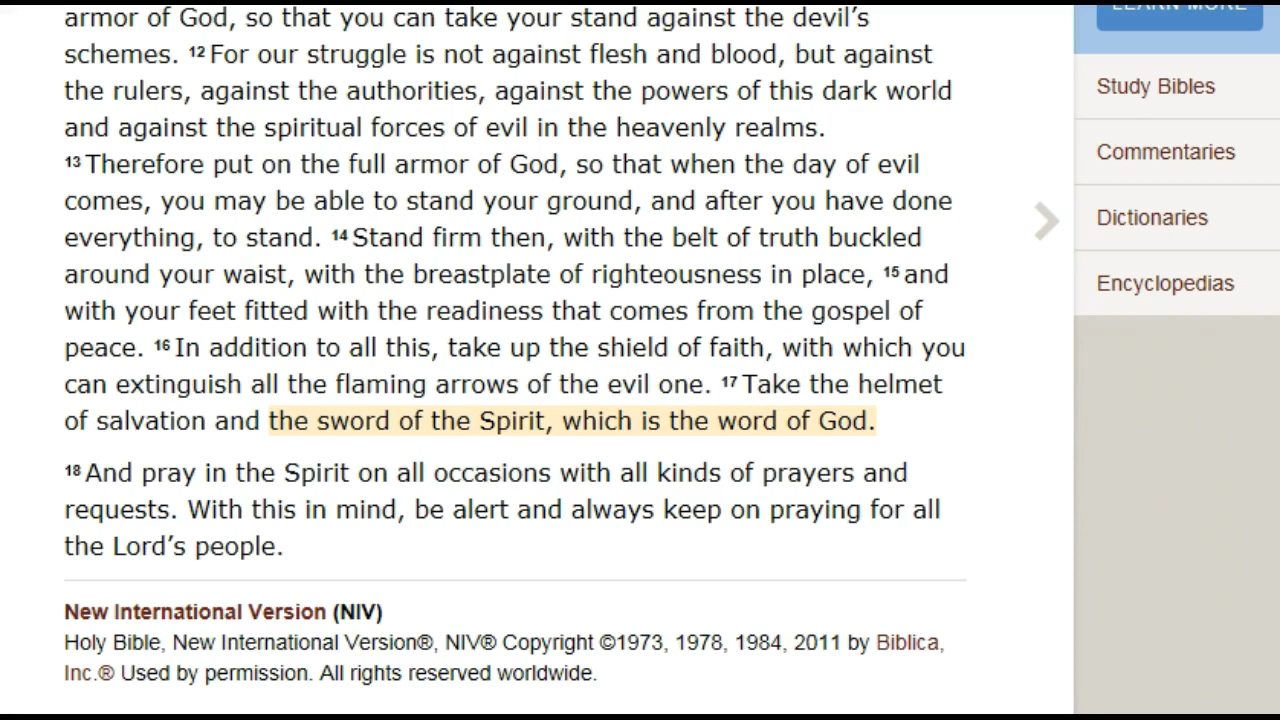 armor of God, so that you can take your stand against the devil’s
schemes. 12 For our struggle is not against flesh and blood, but against
the rulers, against the authorities, against the powers of this dark world
and against the spiritual forces of evil in the heavenly realms.
13 Therefore put on the full armor of God, so that when the day of evil
comes, you may be able to stand your ground, and after you have done
everything, to stand. 14 Stand firm then, with the belt of truth buckled
around your waist, with the breastplate of righteousness in place, 15 and
with your feet fitted with the readiness that comes from the gospel of
peace. 16 In addition to all this, take up the shield of faith, with which you
can extinguish all the flaming arrows of the evil one. 17 Take the helmet
of salvation and the sword of the Spirit, which is the word of God.
18 And pray in the Spirit on all occasions with all kinds of prayers and
requests. With this in mind, be alert and always keep on praying for all
the Lord’s people.
New International Version (NIV)
Holy Bible, New International Version®, NIV® Copyright ©1973, 1978, 1984, 2011 by Biblica,
Inc.® Used by permission. All rights reserved worldwide.
LEARN MORE
Study Bibles
Commentaries
Dictionaries
Encyclopedias